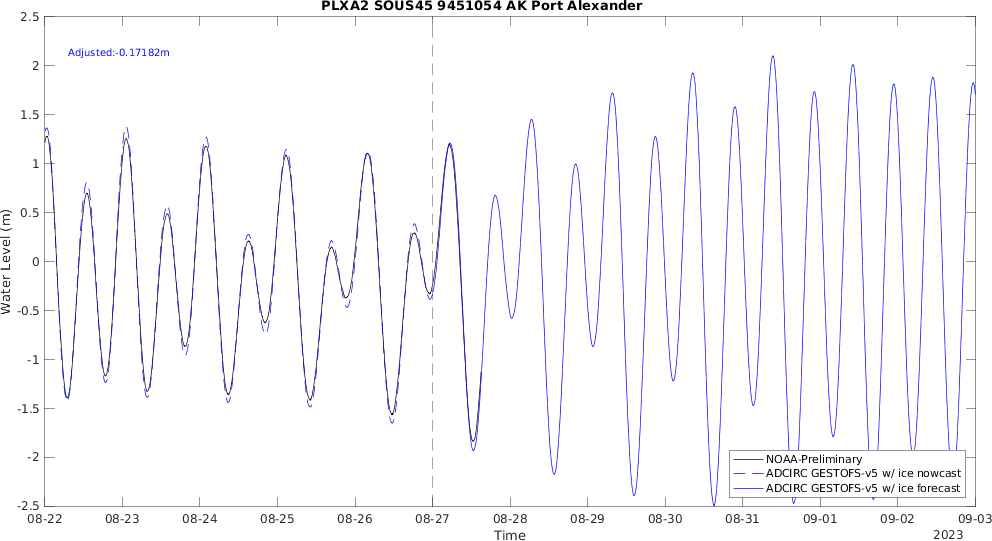 PLXA2 SOUS45 9451054 AK Port Alexander
Adjusted:-0.17182m
2.5
2
1.5
1
0.5
0
-0.5
-1
-1.5
-2
-2.5
Water Level (m)
NOAA-Preliminary
ADCIRC GESTOFS-v5 w/ ice nowcast
ADCIRC GESTOFS-v5 w/ ice forecast
08-22 08-23 08-24 08-25 08-26 08-27 08-28 08-29 08-30 08-31 09-01 09-02 09-03
Time
2023